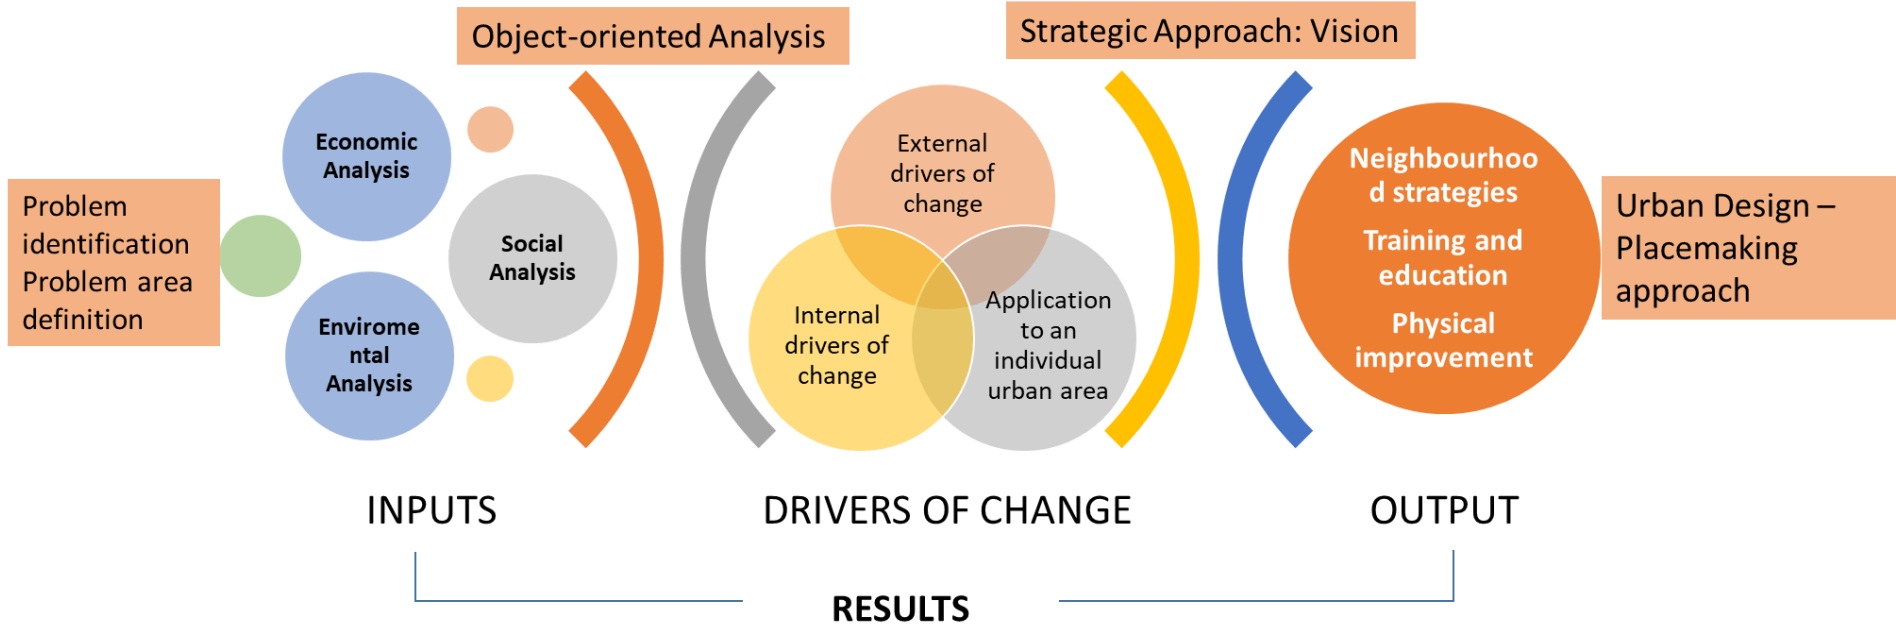 Object-oriented Analysis
Strategic Approach: Vision
Problem
identification
Problem area
definition
Economic
Analysis
Social
Analysis
Envirome
ntal
Analysis
External
drivers of
change
Internal
drivers of
change
Application
to an
individual
urban area
Neighbourhoo
d strategies
Training and
education
Physical
improvement
Urban Design –
Placemaking
approach
INPUTS
DRIVERS OF CHANGE
OUTPUT
RESULTS